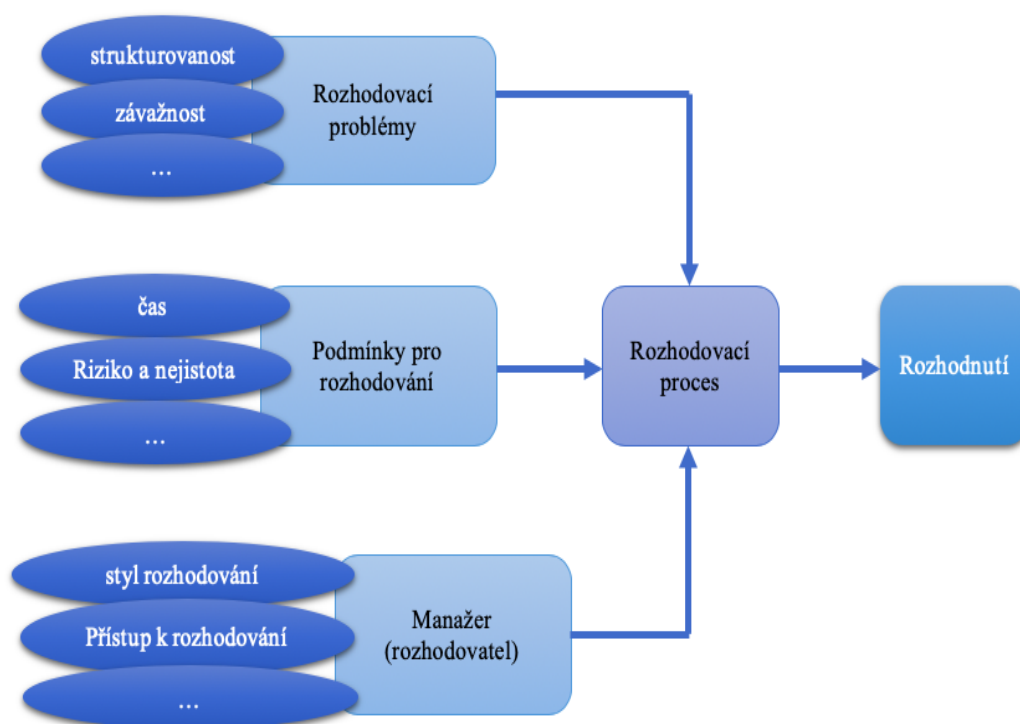 strukturovanost
závažnost
...
Rozhodovací
problémy
čas
Riziko a nejistota
...
Podmínky pro
rozhodování
Rozhodovací
proces
Rozhodnutí
styl rozhodování
Přístup k rozhodování
...
Manažer
(rozhodovatel)